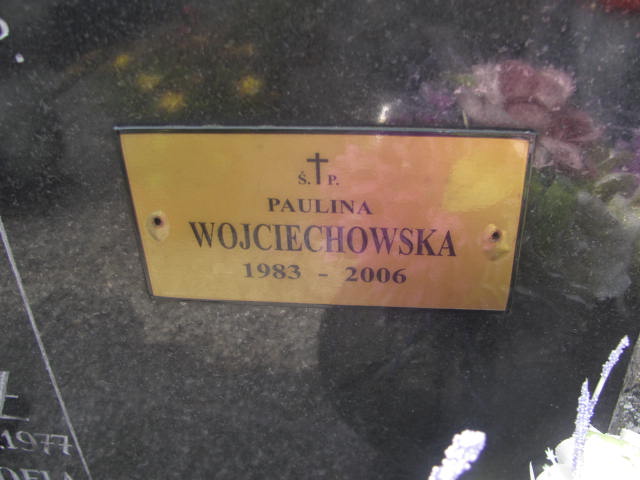 Ś. P.
PAULINA
WOJCIECHOWSKA
1983 - 2006
.1977